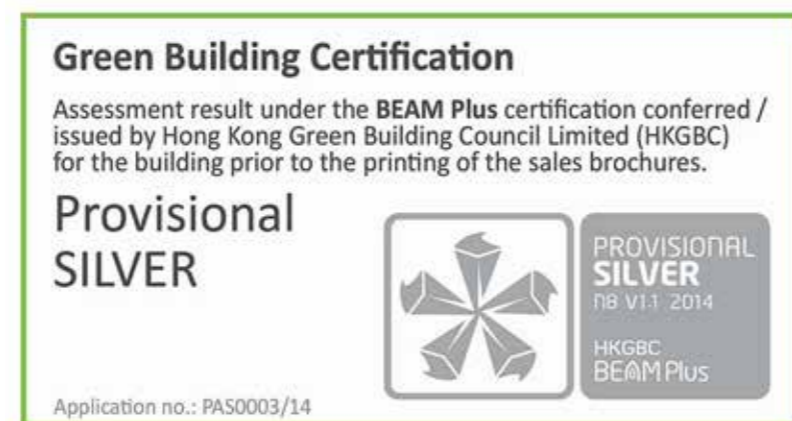 Green Building Certification
Assessment result under the BEAM Plus certification conferred /
issued by Hong Kong Green Building Council Limited (HKGBC)
for the building prior to the printing of the sales brochures.
Provisional
SILVER
PROVISIONAL
SILVER
NB V1.1 2014
HKGBC
BEAM Plus
Application no.: PAS0003/14